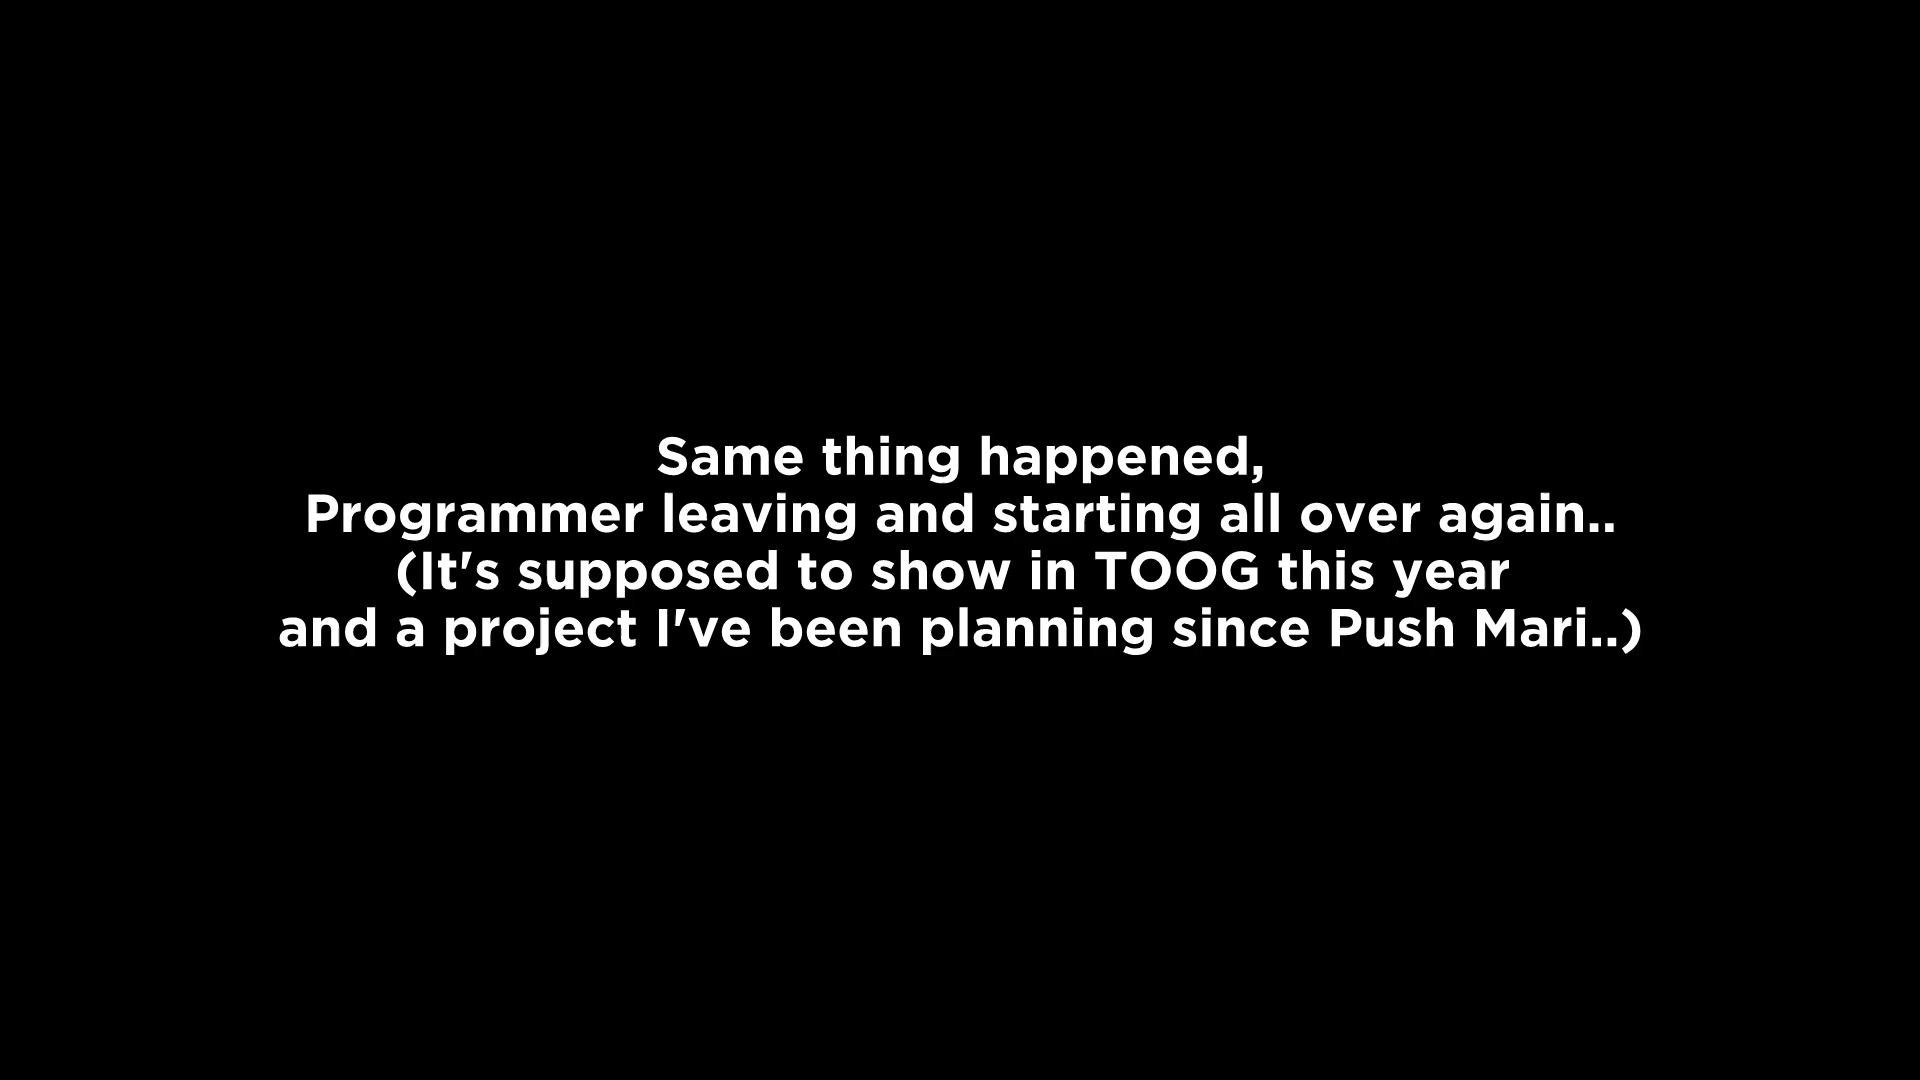 Same thing happened,
Programmer leaving and starting all over again..
(It's supposed to show in TOOG this year
and a project I've been planning since Push Mari..)